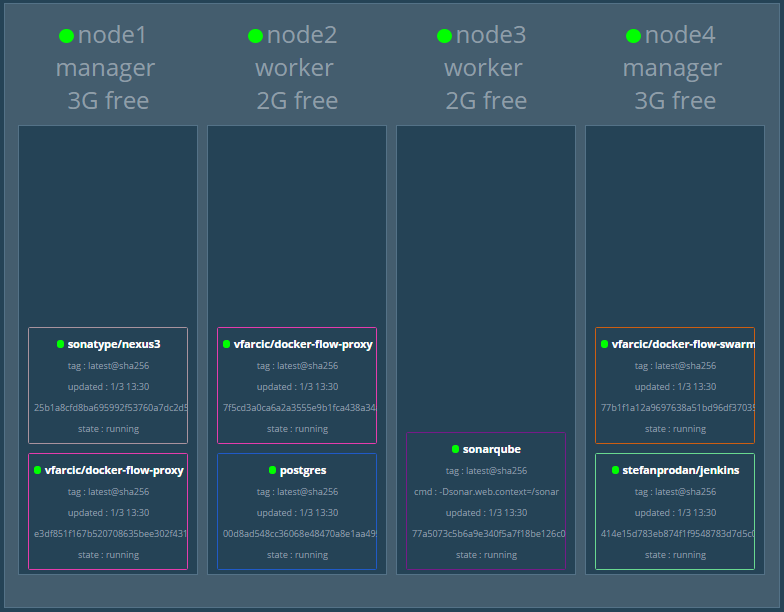 node1
manager
3G free
sonatype/nexus3
tag : latest@sha256
updated : 1/3 13:30
25b1a8cfd8ba695992f53760a7dc2d5
state : running
vfarcic/docker-flow-proxy
tag : latest@sha256
updated : 1/3 13:30
e3df851f167b520708635bee302f431
state : running
node2
worker
2G free
vfarcic/docker-flow-proxy
tag : latest@sha256
updated : 1/3 13:30
7f5cd3a0ca6a2a3555e9b1fca438a34
state : running
postgres
tag : latest@sha256
updated : 1/3 13:30
00d8ad548cc36068e48470a8e1aa495
state : running
node3
worker
2G free
sonarqube
tag : latest@sha256
cmd : -Dsonar.web.context=/sonar
updated : 1/3 13:30
77a5073c5b6a9e340f5a7f18be126c0
state : running
node4
manager
3G free
vfarcic/docker-flow-swarm
tag : latest@sha256
updated : 1/3 13:30
77b1f1a12a9697638a51bd96df37035
state : running
stefanprodan/jenkins
tag : latest@sha256
updated : 1/3 13:30
414e15d783eb874f1f9548783d7d5c0
state : running